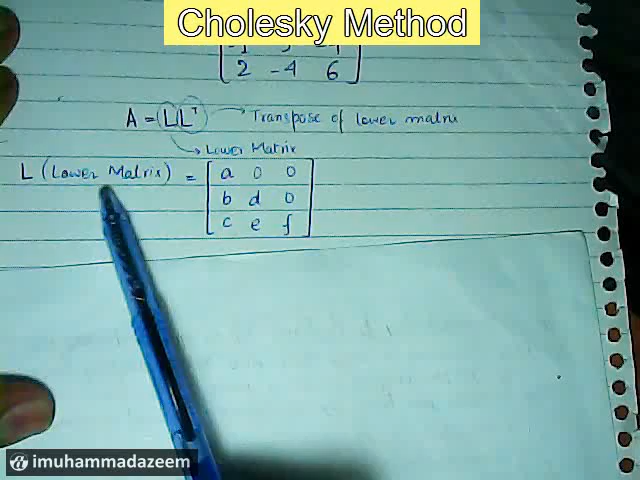 Cholesky Method
2 -4 6
A = LLᵀ → Transpose of lower matrix
→ Lower Matrix
L (Lower Matrix) = a 0 0
b d 0
c e f
imuhammadazeem